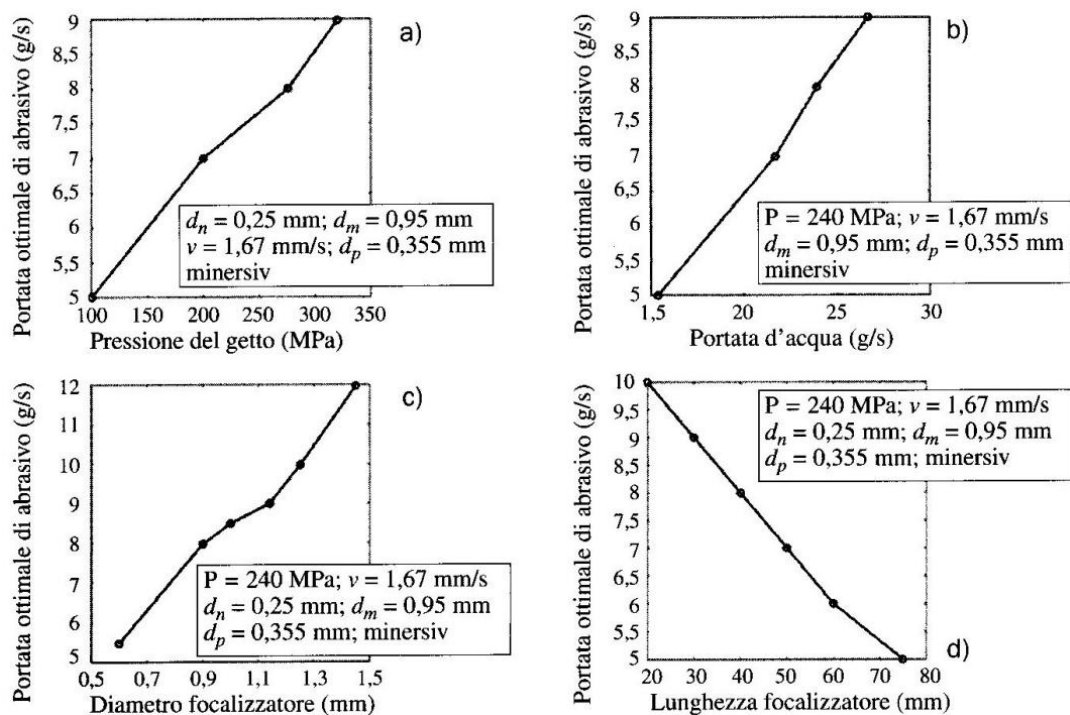 Portata ottimale di abrasivo (g/s)
9
8,5
8
7,5
7
6,5
6
5,5
5
a)
d_n = 0,25 mm; d_m = 0,95 mm
v = 1,67 mm/s; d_p = 0,355 mm
minersiv
100 150 200 250 300 350
Pressione del getto (MPa)
Portata ottimale di abrasivo (g/s)
9
8,5
8
7,5
7
6,5
6
5,5
5
b)
P = 240 MPa; v = 1,67 mm/s
d_m = 0,95 mm; d_p = 0,355 mm
minersiv
1,5 20 25 30
Portata d'acqua (g/s)
Portata ottimale di abrasivo (g/s)
12
11
10
9
8
7
6
5
c)
P = 240 MPa; v = 1,67 mm/s
d_n = 0,25 mm; d_m = 0,95 mm
d_p = 0,355 mm; minersiv
0,5 0,7 0,9 1,1 1,3 1,5
Diametro focalizzatore (mm)
Portata ottimale di abrasivo (g/s)
10
9,5
9
8,5
8
7,5
7
6,5
6
5,5
5
P = 240 MPa; v = 1,67 mm/s
d_n = 0,25 mm; d_m = 0,95 mm
d_p = 0,355 mm; minersiv
d)
20 30 40 50 60 70 80
Lunghezza focalizzatore (mm)